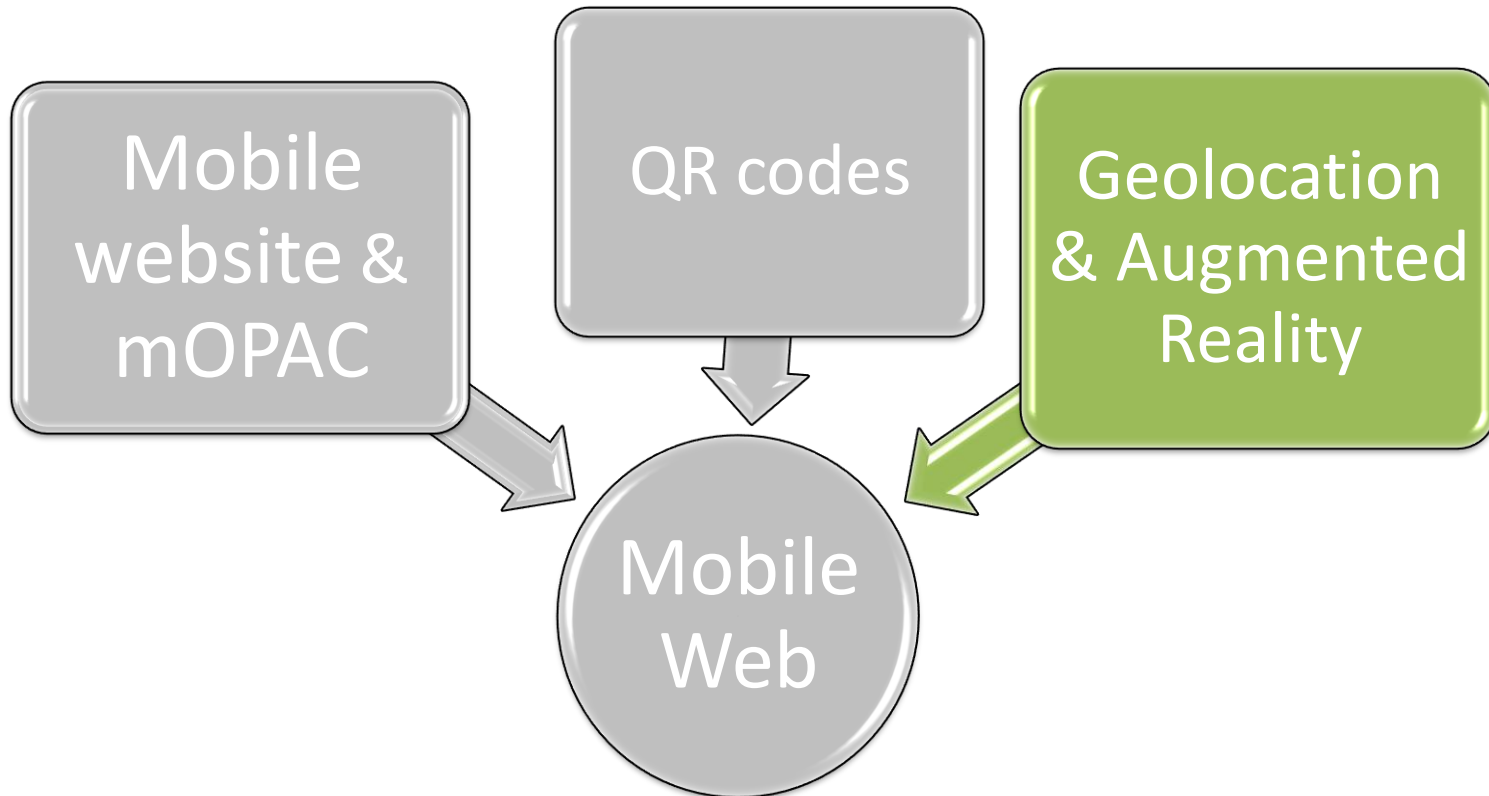 Mobile
website &
mOPAC
QR codes
Geolocation
& Augmented
Reality
Mobile
Web